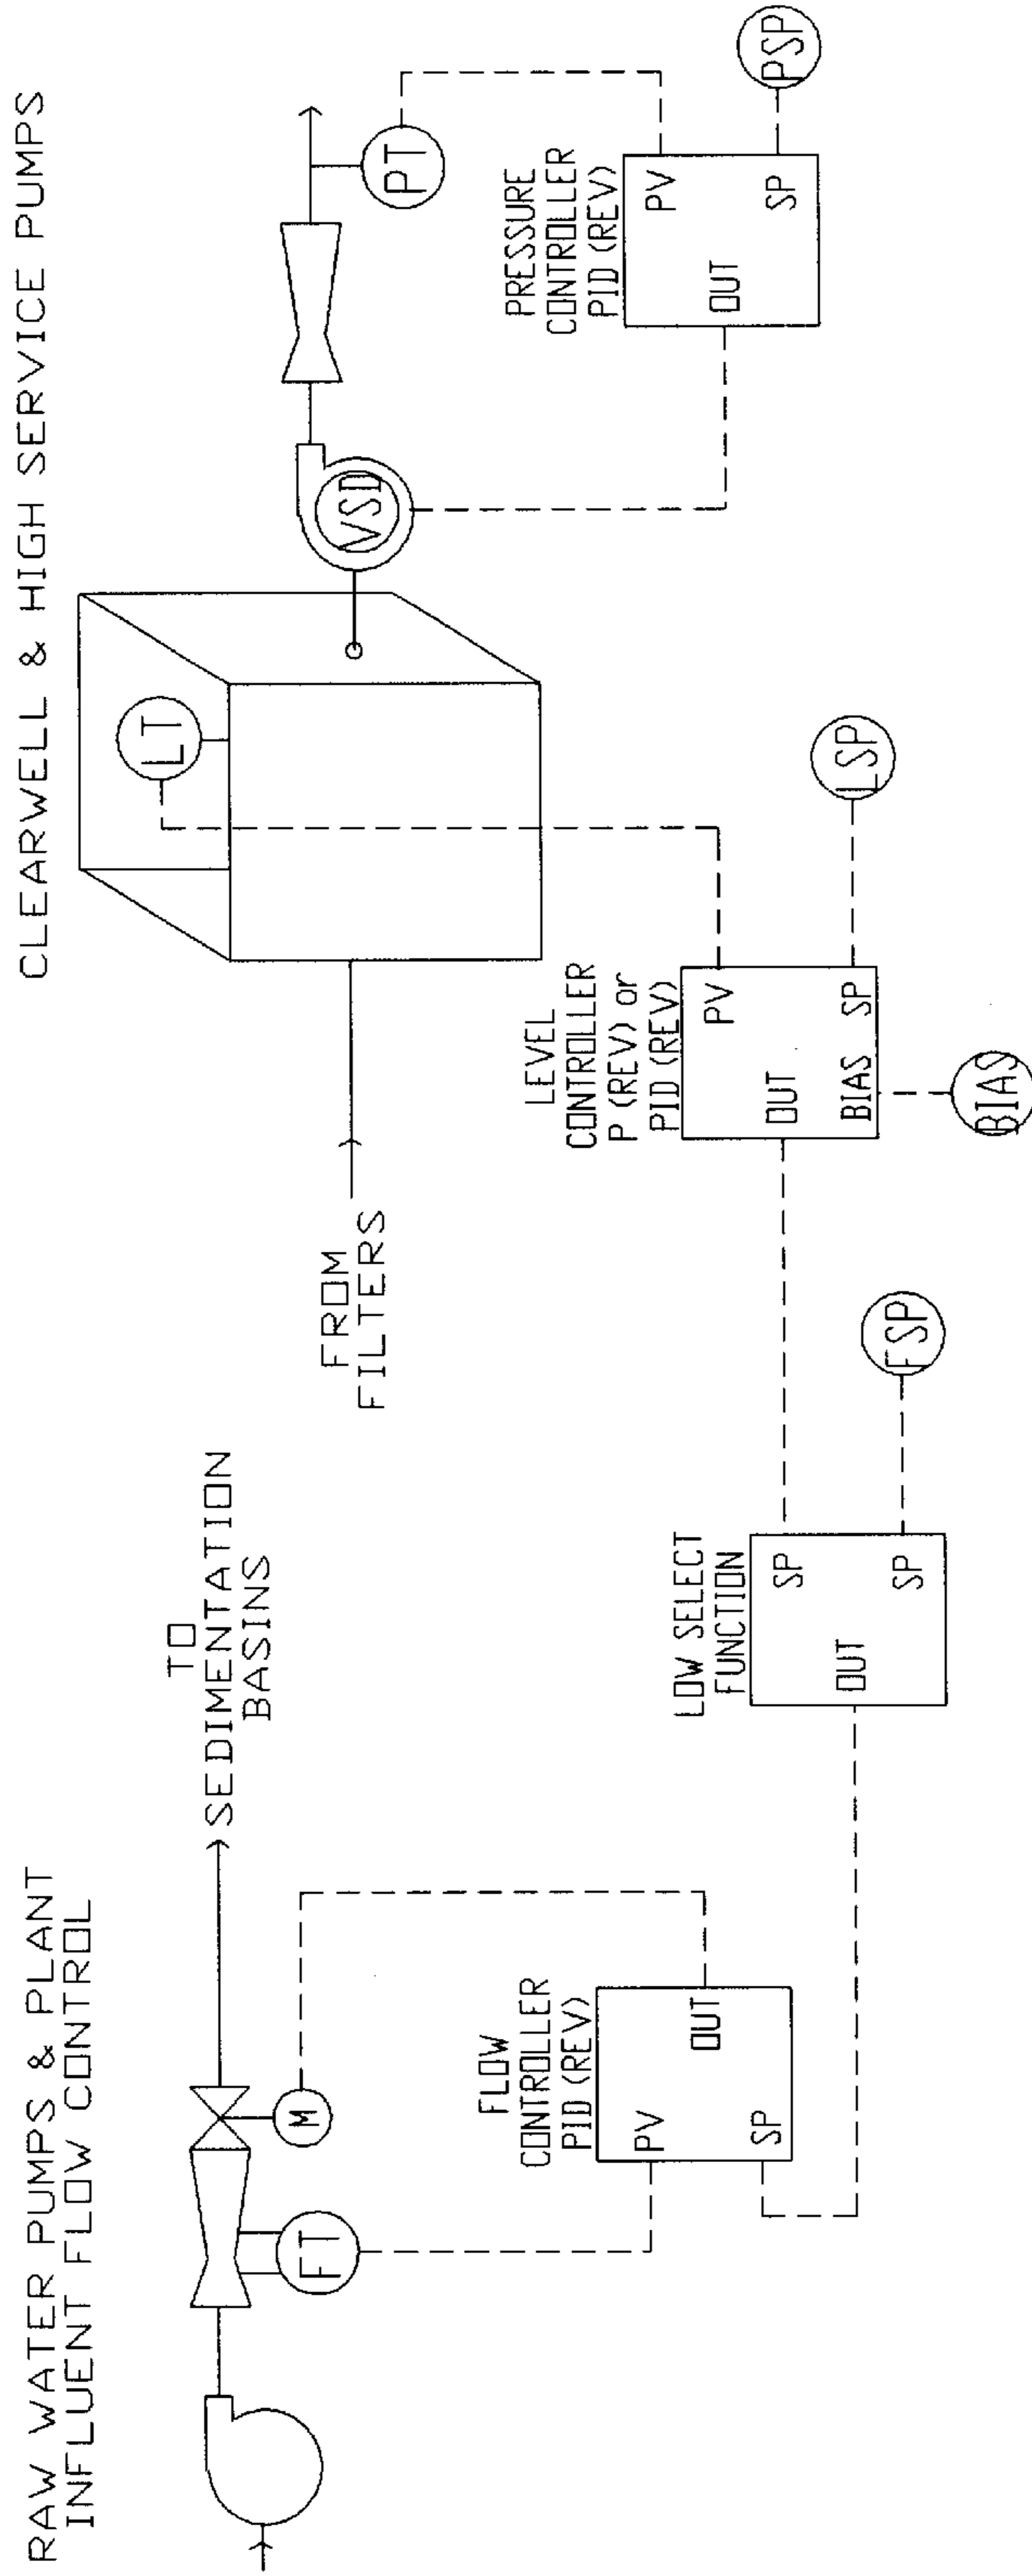 RAW WATER PUMPS & PLANT
INFLUENT FLOW CONTROL
TO
SEDIMENTATION
BASINS
M
FT
FLOW
CONTROLLER
PID (REV)
PV
OUT
SP
LOW SELECT
FUNCTION
SP
OUT
SP
FSP
CLEARWELL & HIGH SERVICE PUMPS
FROM
FILTERS
LT
VSD
PT
LEVEL
CONTROLLER
P (REV) or
PID (REV)
PV
OUT
BIAS SP
LSP
BIAS
PRESSURE
CONTROLLER
PID (REV)
PV
OUT
SP
PSP